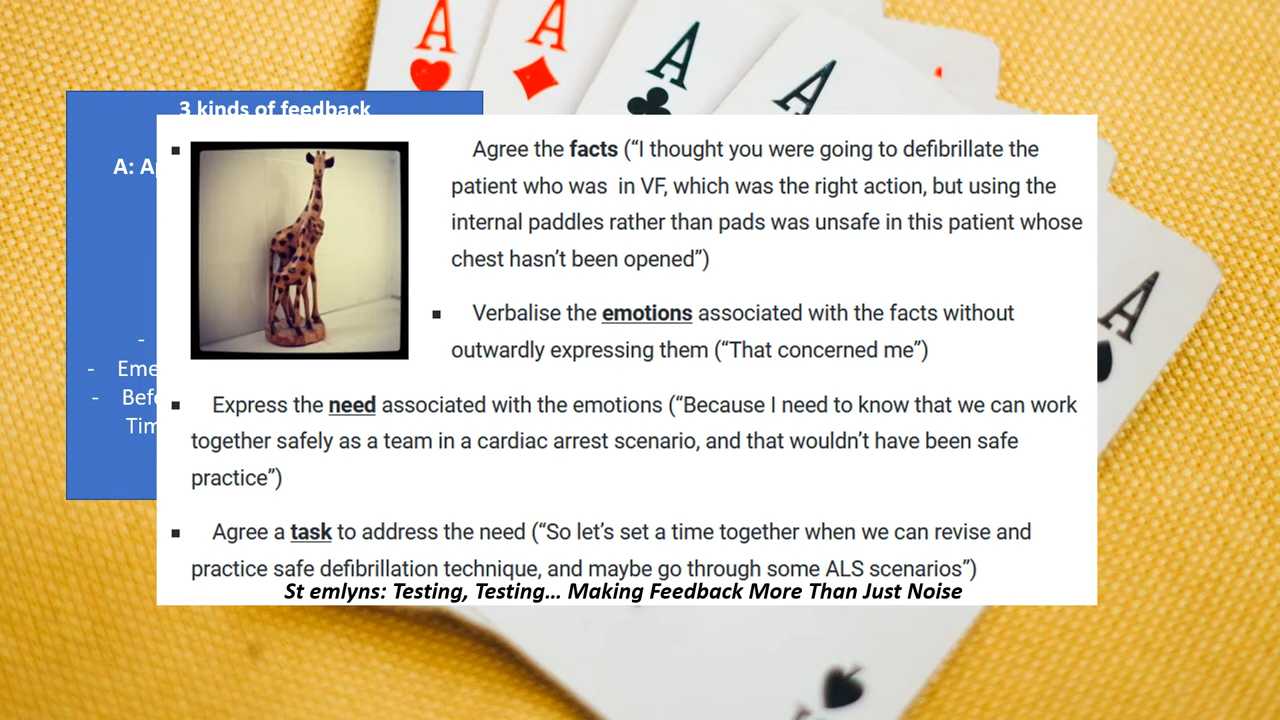 A
A
A
A
3 kinds of feedback
A:
▪ Agree the facts (“I thought you were going to defibrillate the
patient who was in VF, which was the right action, but using the
internal paddles rather than pads was unsafe in this patient whose
chest hasn’t been opened”)
▪ Verbalise the emotions associated with the facts without
outwardly expressing them (“That concerned me”)
-
-
-
▪ Express the need associated with the emotions (“Because I need to know that we can work
together safely as a team in a cardiac arrest scenario, and that wouldn’t have been safe
practice”)
▪ Agree a task to address the need (“So let’s set a time together when we can revise and
practice safe defibrillation technique, and maybe go through some ALS scenarios”)
St emlyns: Testing, Testing... Making Feedback More Than Just Noise
A